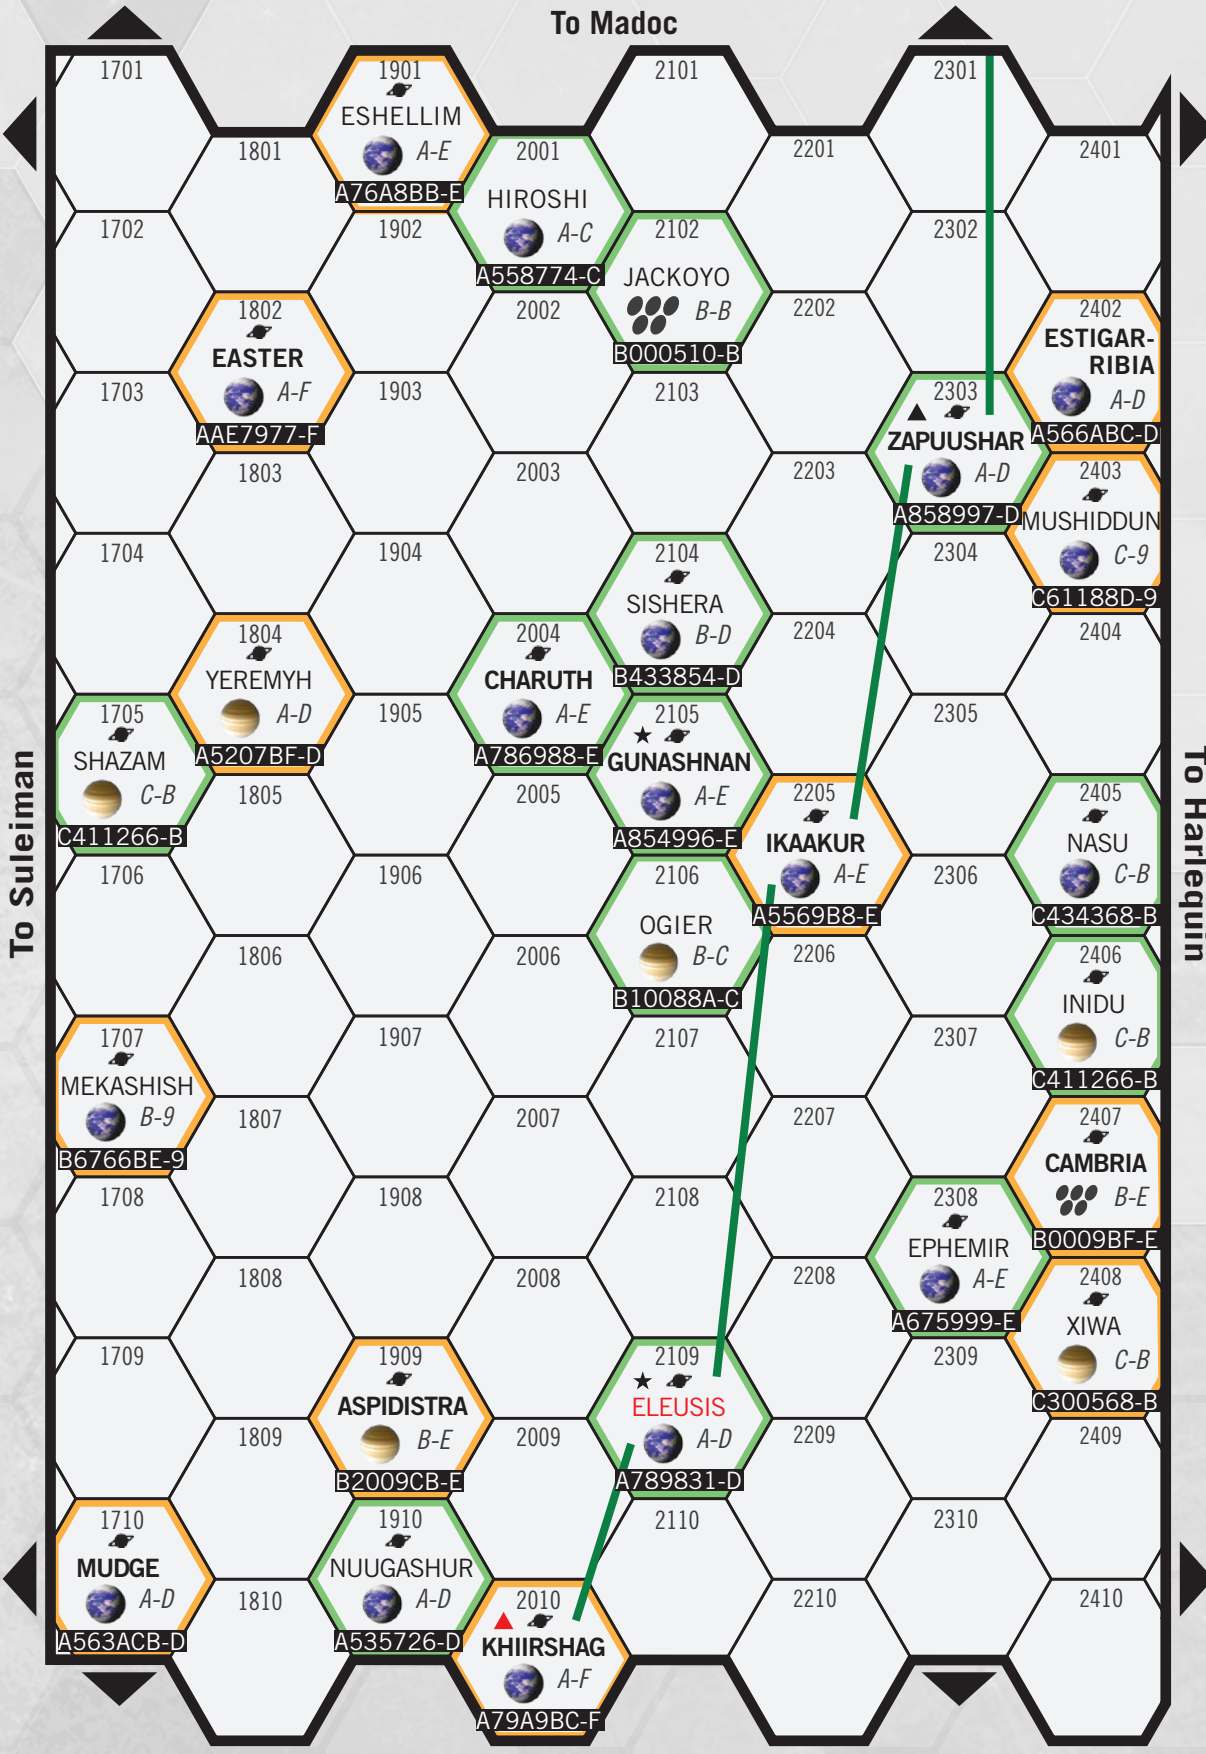 To Madoc
To Suleiman
To Harlequin
1701
1901
ESHELLIM
A-E
A76A8BB-E
2101
2301
1801
2001
HIROSHI
A-C
A558774-C
2201
2401
1702
1902
2102
JACKOYO
B-B
B000510-B
2302
1802
EASTER
A-F
AAE7977-F
2002
2202
2402
ESTIGAR-
RIBIA
A-D
A566ABC-D
1703
1903
2103
2303
ZAPUUSHAR
A-D
A858997-D
1803
2003
2203
2403
MUSHIDDUN
C-9
C61188D-9
1704
1904
2104
SISHERA
B-D
B433854-D
2304
1804
YEREMYH
A-D
A5207BF-D
2004
CHARUTH
A-E
A786988-E
2204
2404
1705
SHAZAM
C-B
C411266-B
1905
2105
GUNASHNAN
A-E
A854996-E
2305
1805
2005
2205
IKAAKUR
A-E
A5569B8-E
2405
NASU
C-B
C434368-B
1706
1906
2106
OGIER
B-C
B10088A-C
2306
1806
2006
2206
2406
INIDU
C-B
C411266-B
1707
MEKASHISH
B-9
B6766BE-9
1907
2107
2307
1807
2007
2207
2407
CAMBRIA
B-E
B0009BF-E
1708
1908
2108
2308
EPHEMIR
A-E
A675999-E
1808
2008
2208
2408
XIWA
C-B
C300568-B
1709
1909
ASPIDISTRA
B-E
B2009CB-E
2109
ELEUSIS
A-D
A789831-D
2309
1809
2009
2209
2409
1710
MUDGE
A-D
A563ACB-D
1910
NUUGASHUR
A-D
A535726-D
2110
2310
1810
2010
KHIIRSHAG
A-F
A79A9BC-F
2210
2410